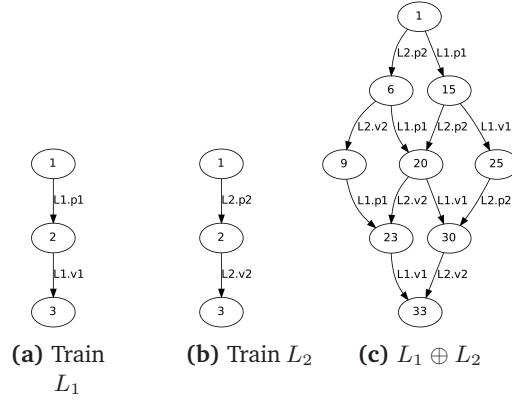 1
L2.p2 L1.p1
6 15
L2.v2 L1.p1 L2.p2 L1.v1
1 1 9 20 25
L1.p1 L2.p2 L1.p1 L2.v2 L1.v1 L2.p2
2 2 23 30
L1.v1 L2.v2 L1.v1 L2.v2
3 3 33
(a) Train L₁
(b) Train L₂
(c) L₁ ⊕ L₂